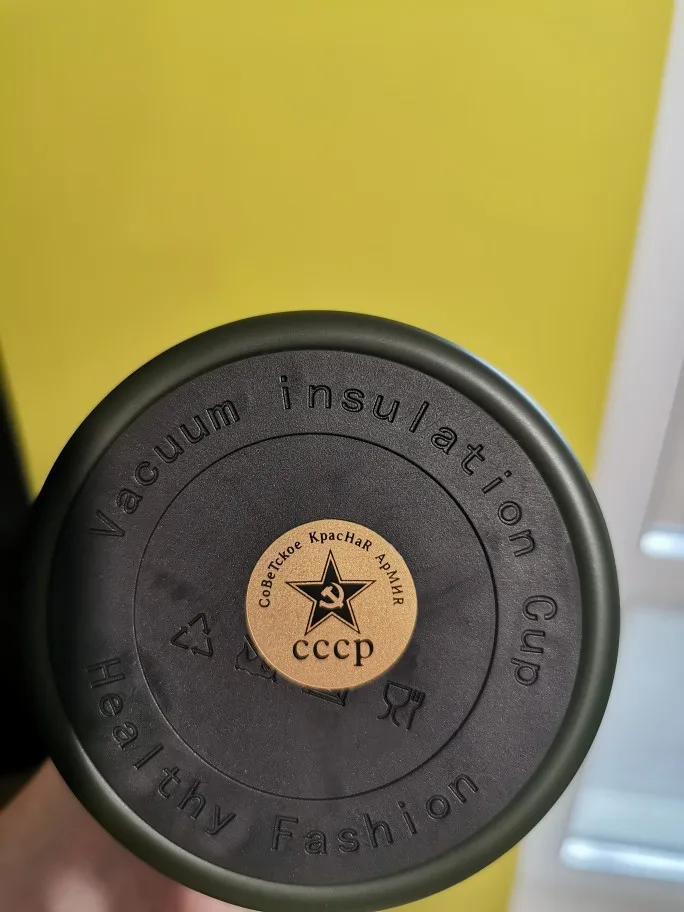 Vacuum insulation Cup
СоВеТское КрасНаR АрМИR
СССР
Healthy Fashion